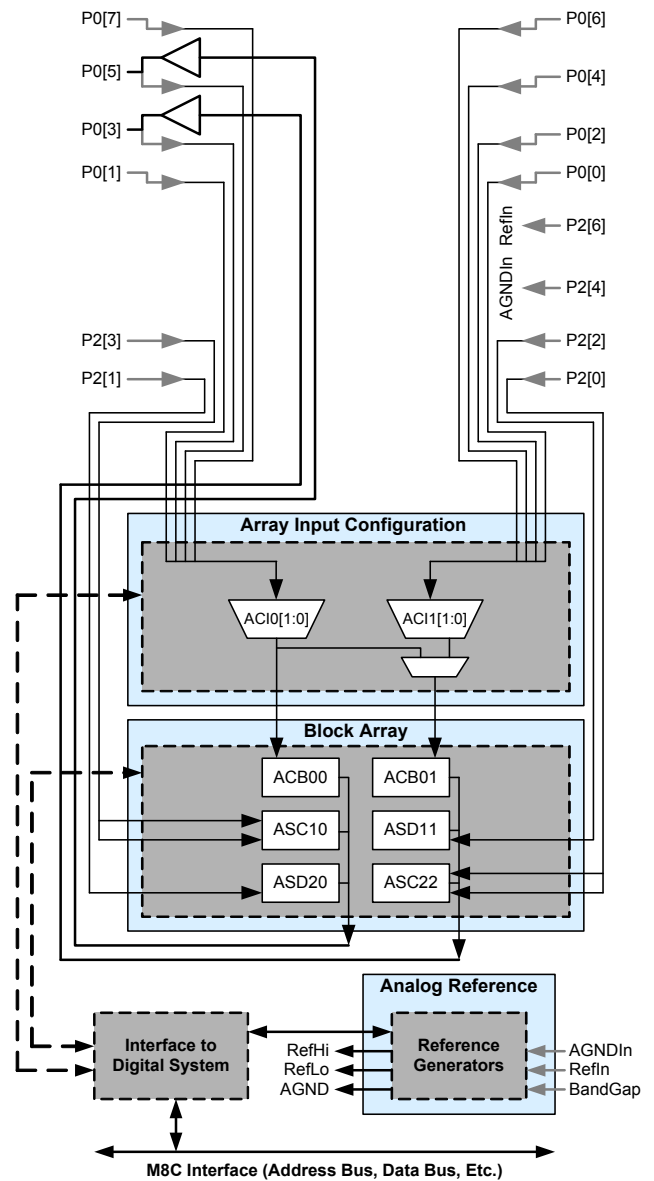 P0[7]
P0[6]
P0[5]
P0[4]
P0[3]
P0[2]
P0[1]
P0[0]
P2[6]
RefIn
AGNDIn
P2[4]
P2[3]
P2[2]
P2[1]
P2[0]
Array Input Configuration
ACI0[1:0]
ACI1[1:0]
Block Array
ACB00
ACB01
ASC10
ASD11
ASD20
ASC22
Analog Reference
Interface to
Digital System
Reference
Generators
RefHi
RefLo
AGND
AGNDIn
RefIn
BandGap
M8C Interface (Address Bus, Data Bus, Etc.)